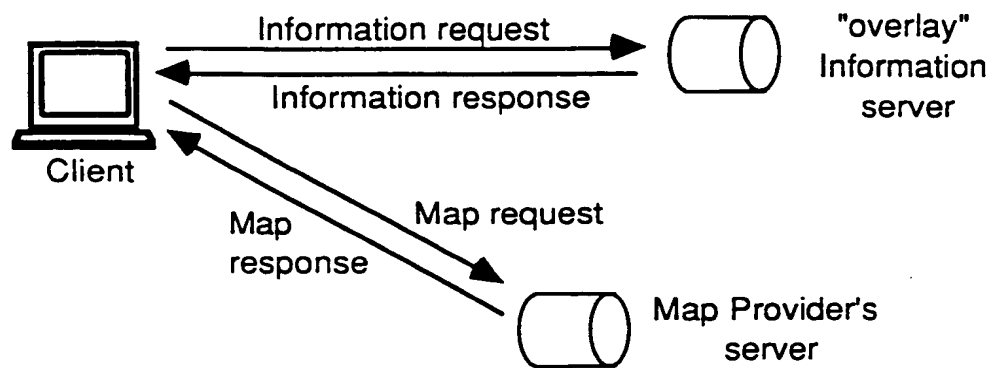 Information request
Information response
"overlay"
Information
server
Client
Map request
Map
response
Map Provider's
server